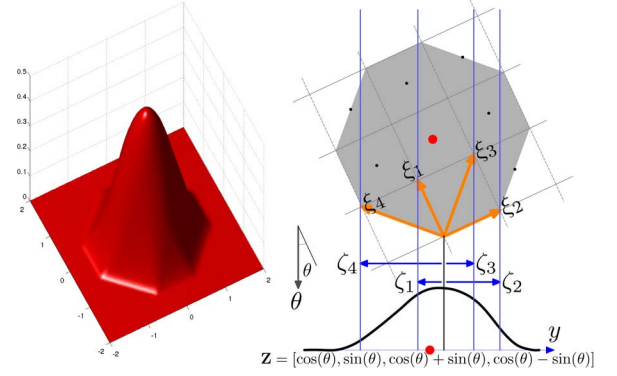 0.5
0.4
0.3
0.2
0.1
0
2
1
0
-1
-2
-2
-1
0
1
2
ξ₁
ξ₃
ξ₄
ξ₂
θ
θ
ζ₄
ζ₃
ζ₁
ζ₂
y
Z = [cos(θ), sin(θ), cos(θ) + sin(θ), cos(θ) − sin(θ)]